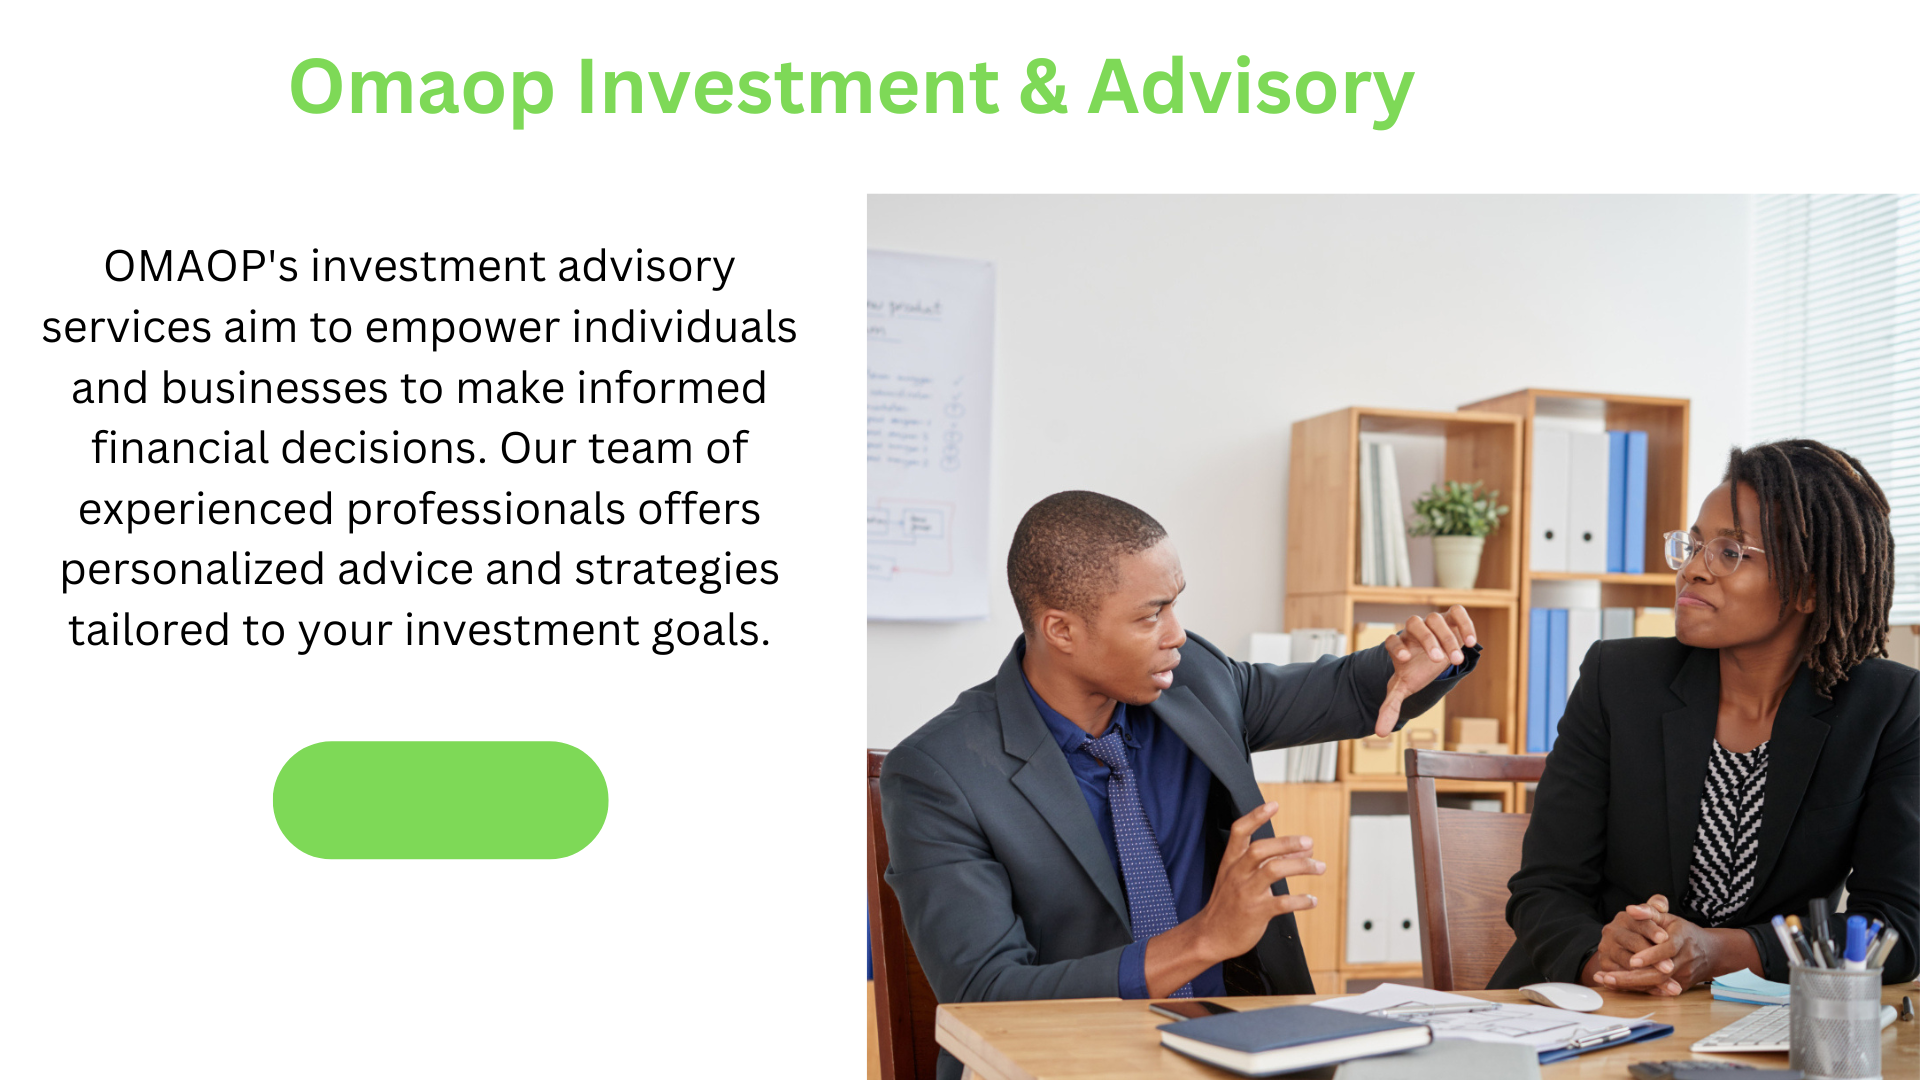 Omaop Investment & Advisory
OMAOP's investment advisory
services aim to empower individuals
and businesses to make informed
financial decisions. Our team of
experienced professionals offers
personalized advice and strategies
tailored to your investment goals.
product